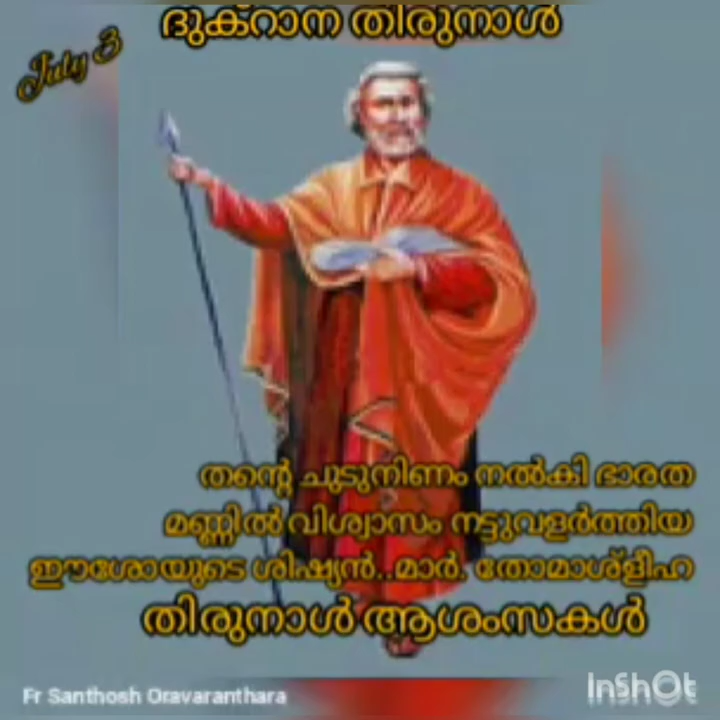 ദുക്റാന തിരുനാൾ
July 3
തന്റെ ചുടുനിണം നൽകി ഭാരത
മണ്ണിൽ വിശ്വാസം നട്ടുവളർത്തിയ
ഈശോയുടെ ശിഷ്യൻ..മാർ. തോമാശ്ളീഹ
തിരുനാൾ ആശംസകൾ
Fr Santhosh Oravaranthara
InShOt